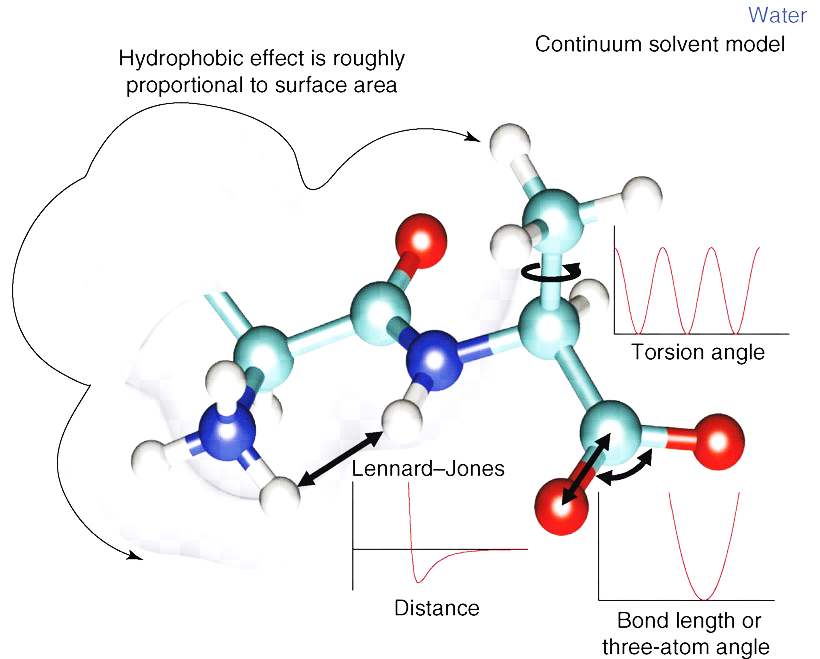 Water
Continuum solvent model
Hydrophobic effect is roughly
proportional to surface area
Torsion angle
Lennard–Jones
Distance
Bond length or
three-atom angle